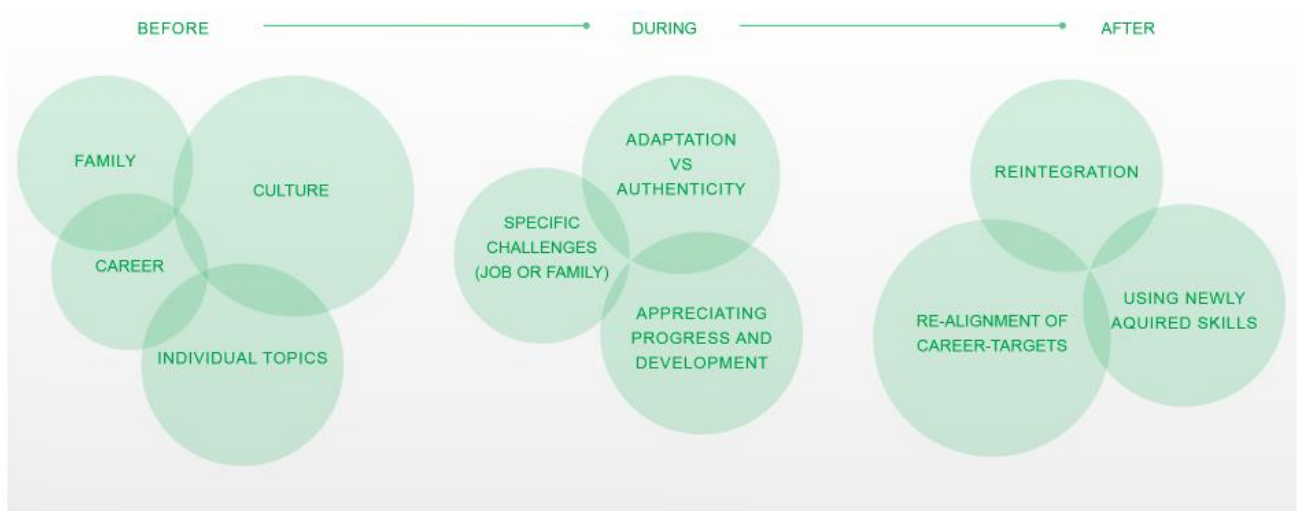 BEFORE
DURING
AFTER
FAMILY
CULTURE
CAREER
INDIVIDUAL TOPICS
ADAPTATION
VS
AUTHENTICITY
SPECIFIC
CHALLENGES
(JOB OR FAMILY)
APPRECIATING
PROGRESS AND
DEVELOPMENT
REINTEGRATION
RE-ALIGNMENT OF
CAREER-TARGETS
USING NEWLY
AQUIRED SKILLS